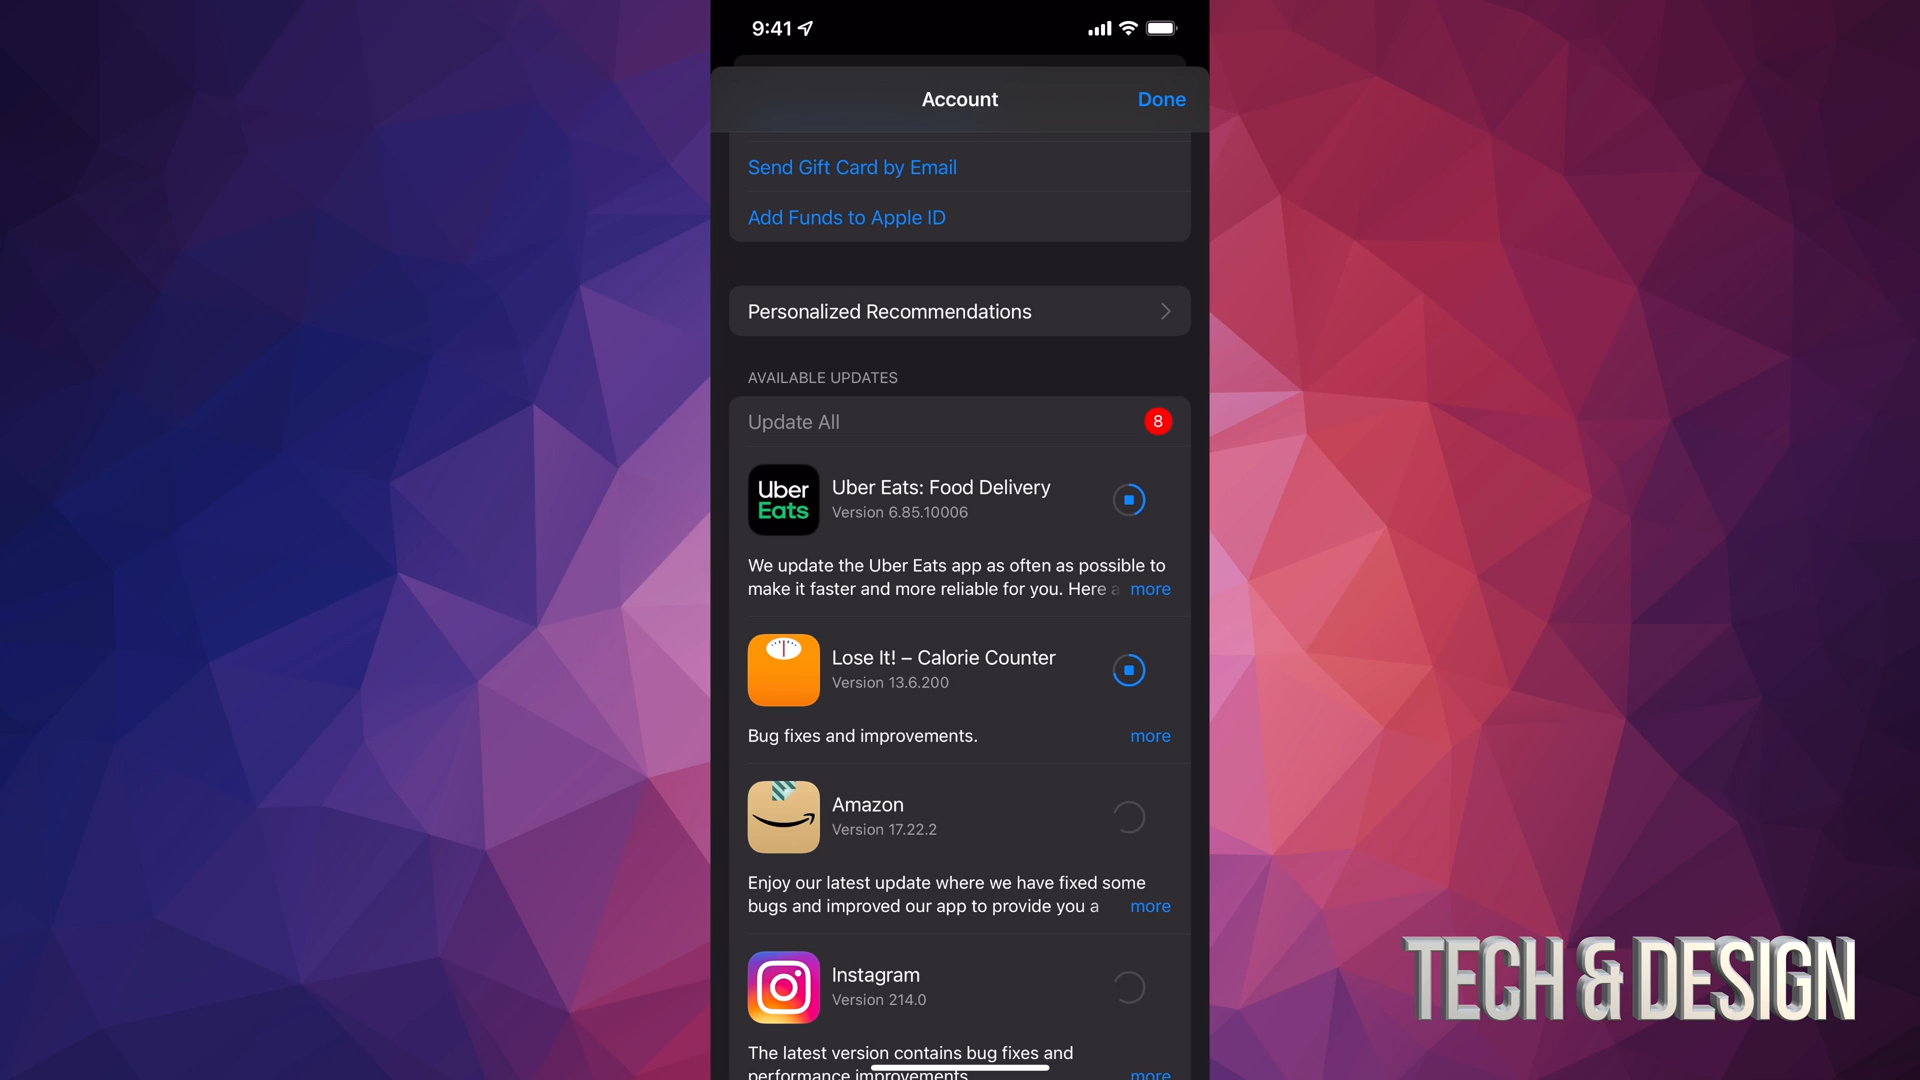 9:41
Account
Done
Send Gift Card by Email
Add Funds to Apple ID
Personalized Recommendations
AVAILABLE UPDATES
Update All
8
Uber
Eats
Uber Eats: Food Delivery
Version 6.85.10006
We update the Uber Eats app as often as possible to
make it faster and more reliable for you. Here a more
Lose It! – Calorie Counter
Version 13.6.200
Bug fixes and improvements. more
Amazon
Version 17.22.2
Enjoy our latest update where we have fixed some
bugs and improved our app to provide you a more
Instagram
Version 214.0
The latest version contains bug fixes and
performance improvements. more
TECH & DESIGN